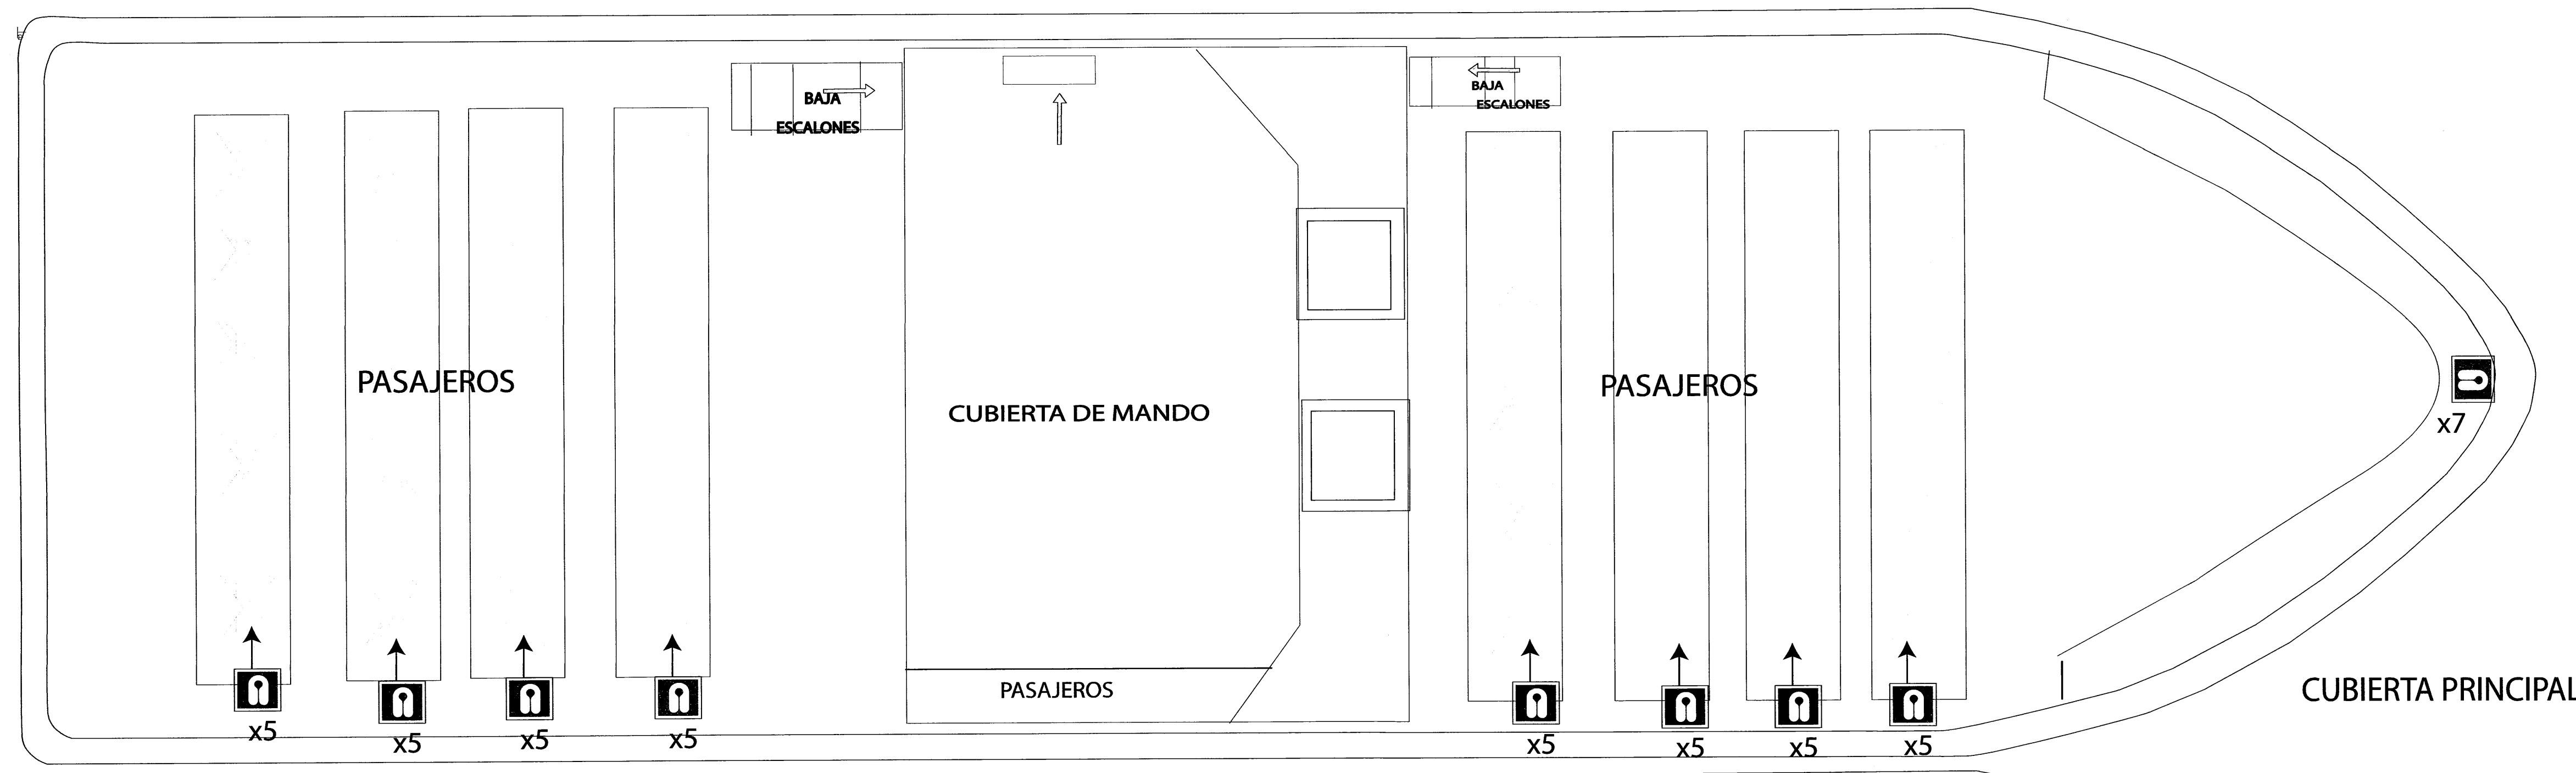 BAJA
ESCALONES
BAJA
ESCALONES
PASAJEROS
CUBIERTA DE MANDO
PASAJEROS
x7
PASAJEROS
CUBIERTA PRINCIPAL
x5
x5
x5
x5
x5
x5
x5
x5